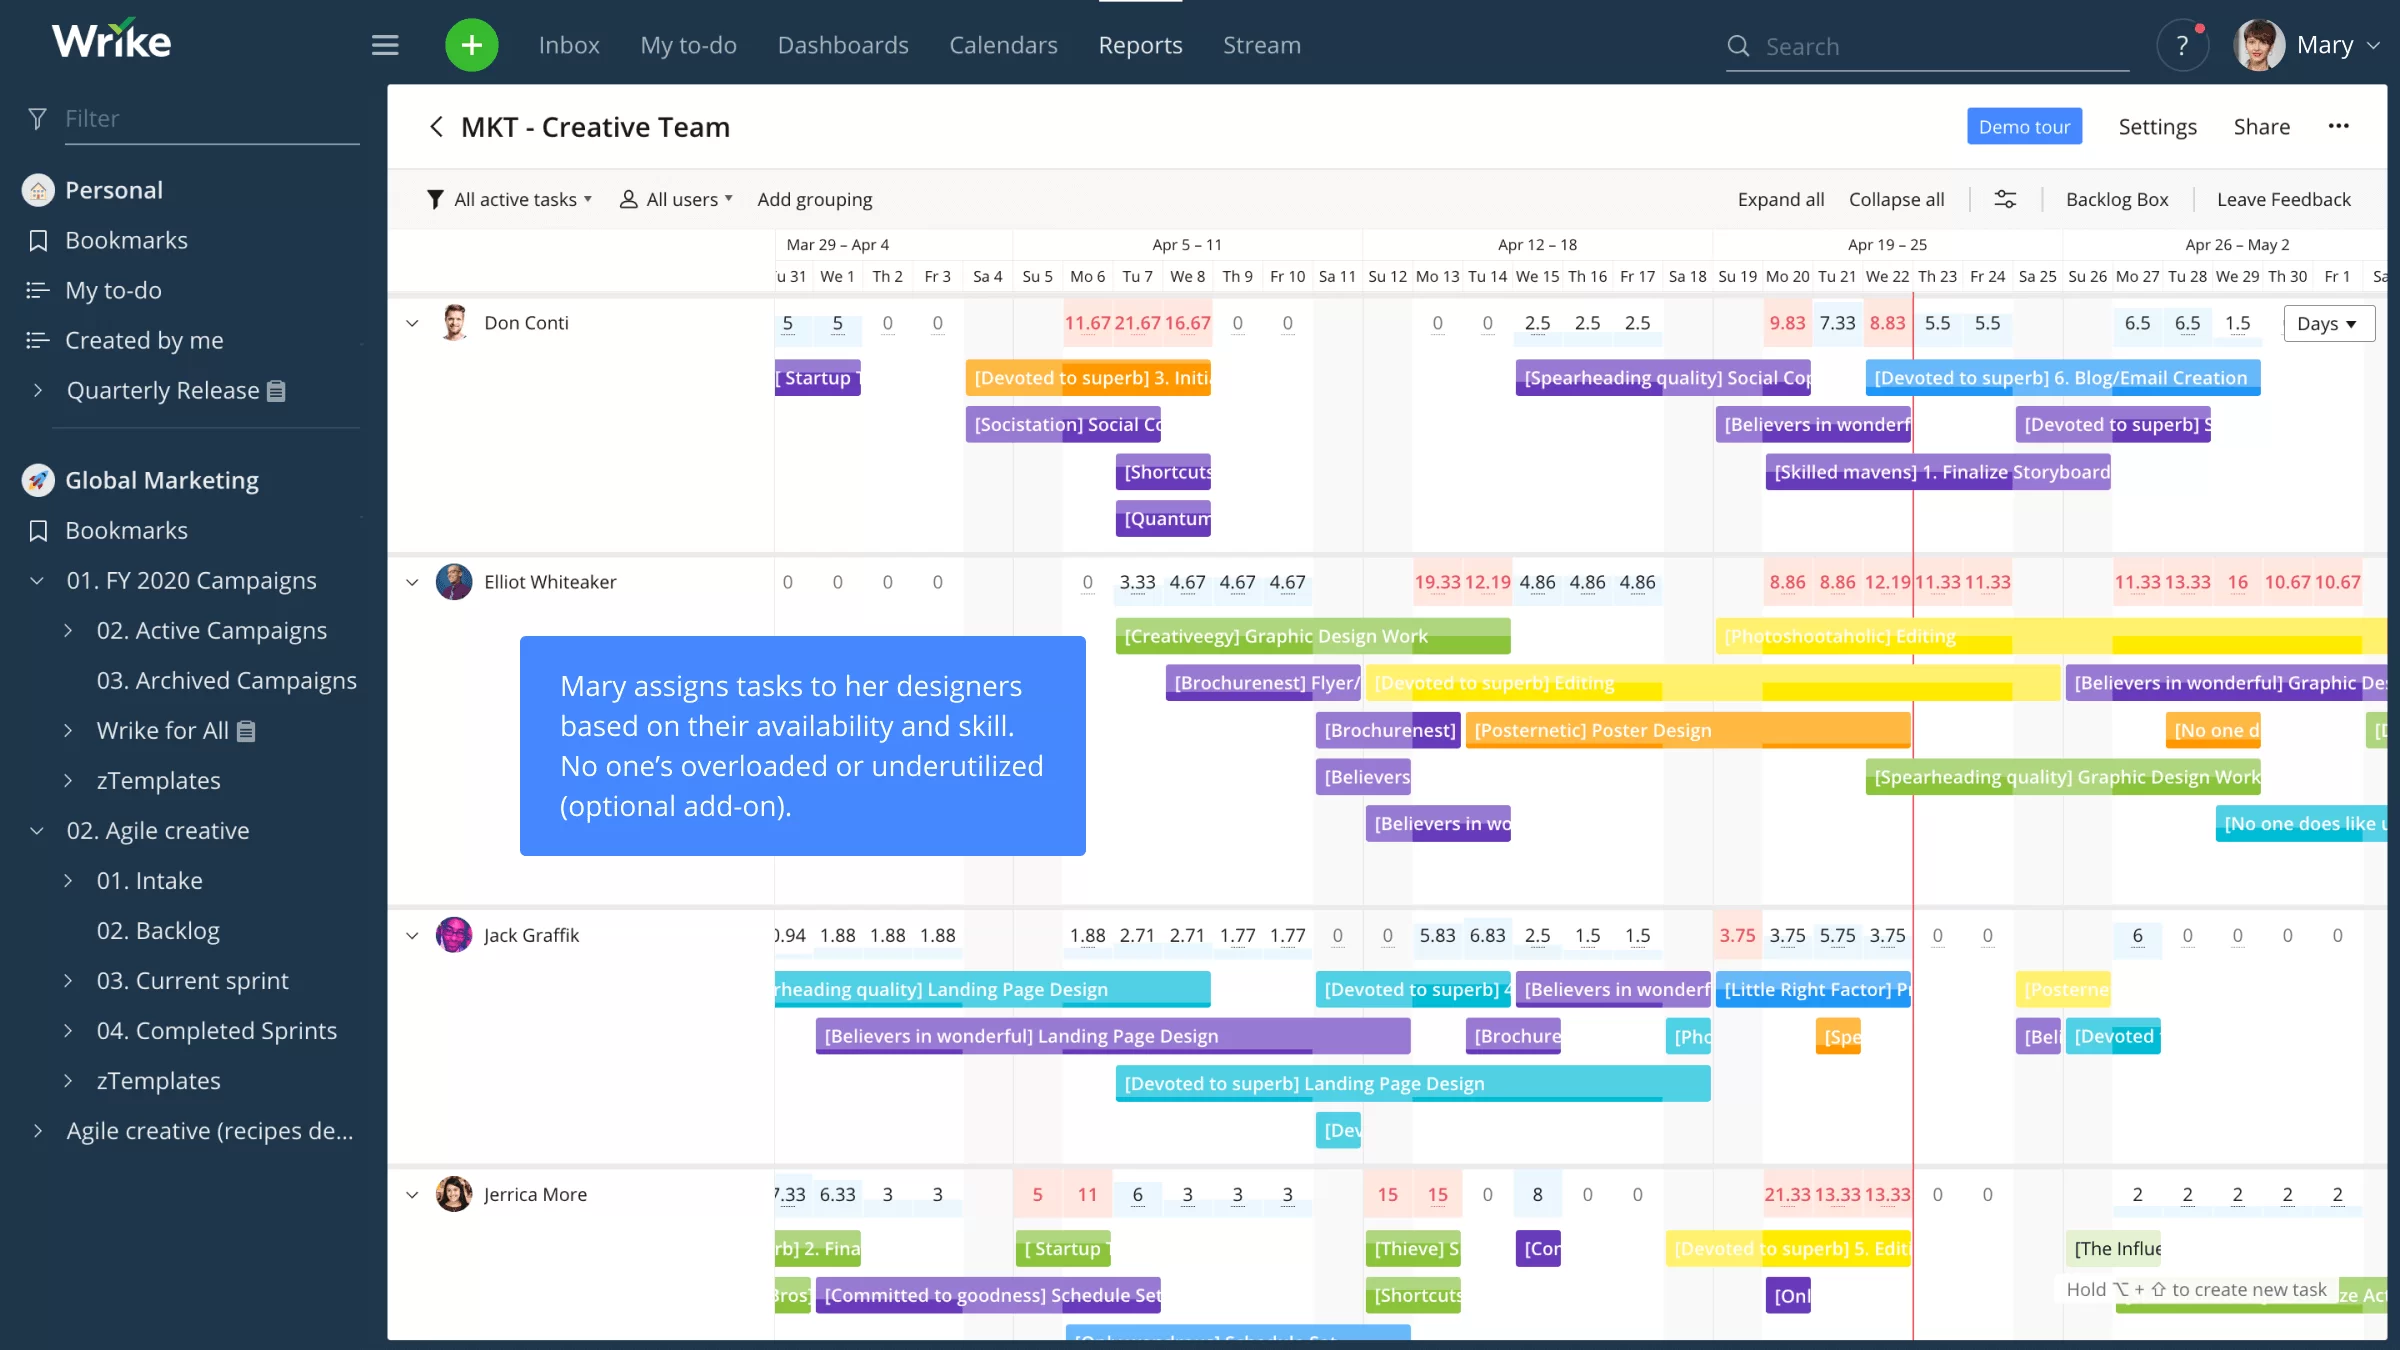 Wrike
Inbox My to-do Dashboards Calendars Reports Stream
Search
?
Mary
Filter
Personal
Bookmarks
My to-do
Created by me
Quarterly Release
Global Marketing
Bookmarks
01. FY 2020 Campaigns
02. Active Campaigns
03. Archived Campaigns
Wrike for All
zTemplates
02. Agile creative
01. Intake
02. Backlog
03. Current sprint
04. Completed Sprints
zTemplates
Agile creative (recipes de...
MKT - Creative Team
Demo tour Settings Share
All active tasks All users Add grouping
Expand all Collapse all Backlog Box Leave Feedback
Mar 29 – Apr 4 Apr 5 – 11 Apr 12 – 18 Apr 19 – 25 Apr 26 – May 2
u 31 We 1 Th 2 Fr 3 Sa 4 Su 5 Mo 6 Tu 7 We 8 Th 9 Fr 10 Sa 11 Su 12 Mo 13 Tu 14 We 15 Th 16 Fr 17 Sa 18 Su 19 Mo 20 Tu 21 We 22 Th 23 Fr 24 Sa 25 Su 26 Mo 27 Tu 28 We 29 Th 30 Fr 1 Sa
Don Conti 5 5 0 0 11.67 21.67 16.67 0 0 0 0 2.5 2.5 2.5 9.83 7.33 8.83 5.5 5.5 6.5 6.5 1.5 Days
[ Startup [Devoted to superb] 3. Initi [Spearheading quality] Social Cop [Devoted to superb] 6. Blog/Email Creation
[Socistation] Social Co [Believers in wonderf [Devoted to superb] S
[Shortcuts [Skilled mavens] 1. Finalize Storyboard
[Quantum
Elliot Whiteaker 0 0 0 0 0 3.33 4.67 4.67 4.67 19.33 12.19 4.86 4.86 4.86 8.86 8.86 12.19 11.33 11.33 11.33 13.33 16 10.67 10.67
[Creativeegy] Graphic Design Work [Photoshootaholic] Editing
[Brochurenest] Flyer/ [Devoted to superb] Editing [Believers in wonderful] Graphic De
[Brochurenest] [Posternetic] Poster Design [No one d
[Believers [Spearheading quality] Graphic Design Work
[Believers in wo [No one does like u
Mary assigns tasks to her designers
based on their availability and skill.
No one’s overloaded or underutilized
(optional add-on).
Jack Graffik 0.94 1.88 1.88 1.88 1.88 2.71 2.71 1.77 1.77 0 0 5.83 6.83 2.5 1.5 1.5 3.75 3.75 5.75 3.75 0 0 6 0 0 0 0
rheading quality] Landing Page Design [Devoted to superb] 4 [Believers in wonderf [Little Right Factor] Pr [Posterne
[Believers in wonderful] Landing Page Design [Brochure [Pho [Spe [Beli [Devoted
[Devoted to superb] Landing Page Design
[Dev
Jerrica More 7.33 6.33 3 3 5 11 6 3 3 3 15 15 0 8 0 0 21.33 13.33 13.33 0 0 2 2 2 2 2
rb] 2. Fina [ Startup [Thieve] S [Cor [Devoted to superb] 5. Editi [The Influe
Bros] [Committed to goodness] Schedule Set [Shortcuts [Onl ze Act
Hold ⌥ + ⇧ to create new task